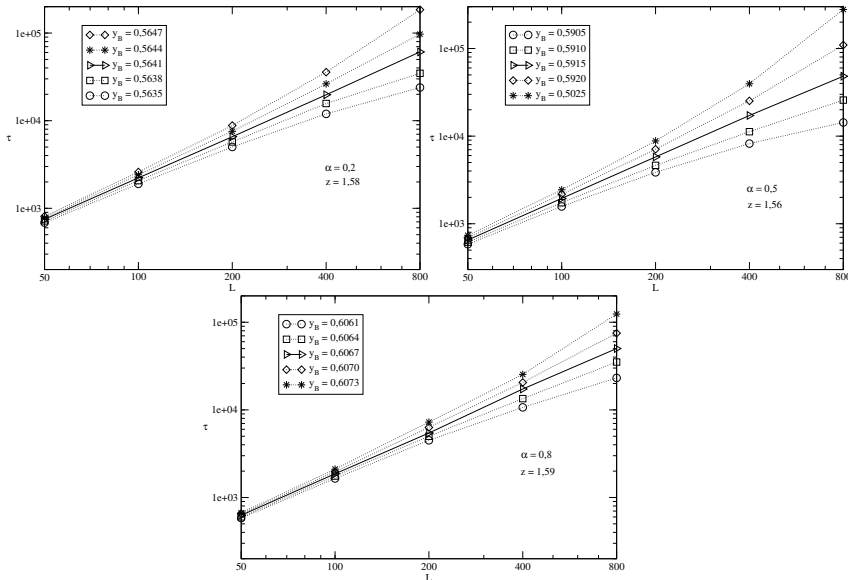 1e+05
1e+04
1e+03
τ
y_B = 0,5647
y_B = 0,5644
y_B = 0,5641
y_B = 0,5638
y_B = 0,5635
α = 0,2
z = 1,58
50 100 200 400 800
L
1e+05
1e+04
1e+03
τ
y_B = 0,5905
y_B = 0,5910
y_B = 0,5915
y_B = 0,5920
y_B = 0,5025
α = 0,5
z = 1,56
50 100 200 400 800
L
1e+05
1e+04
1e+03
τ
y_B = 0,6061
y_B = 0,6064
y_B = 0,6067
y_B = 0,6070
y_B = 0,6073
α = 0,8
z = 1,59
50 100 200 400 800
L